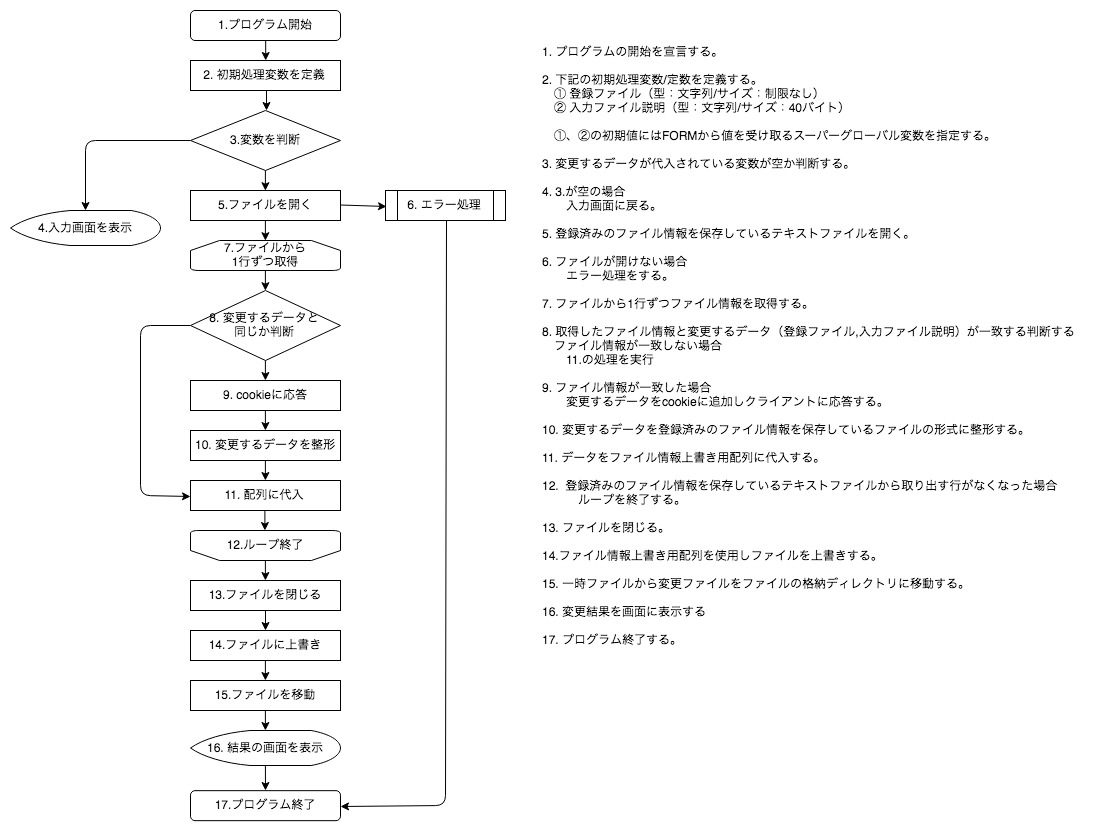 1.プログラム開始
2. 初期処理変数を定義
3.変数を判断
4.入力画面を表示
5.ファイルを開く
6. エラー処理
7.ファイルから
1行ずつ取得
8. 変更するデータと
同じか判断
9. cookieに応答
10. 変更するデータを整形
11. 配列に代入
12.ループ終了
13.ファイルを閉じる
14.ファイルに上書き
15.ファイルを移動
16. 結果の画面を表示
17.プログラム終了
1. プログラムの開始を宣言する。
2. 下記の初期処理変数/定数を定義する。
① 登録ファイル（型：文字列/サイズ：制限なし）
② 入力ファイル説明（型：文字列/サイズ：40バイト）
①、②の初期値にはFORMから値を受け取るスーパーグローバル変数を指定する。
3. 変更するデータが代入されている変数が空か判断する。
4. 3.が空の場合
入力画面に戻る。
5. 登録済みのファイル情報を保存しているテキストファイルを開く。
6. ファイルが開けない場合
エラー処理をする。
7. ファイルから1行ずつファイル情報を取得する。
8. 取得したファイル情報と変更するデータ（登録ファイル,入力ファイル説明）が一致する判断する
ファイル情報が一致しない場合
11.の処理を実行
9. ファイル情報が一致した場合
変更するデータをcookieに追加しクライアントに応答する。
10. 変更するデータを登録済みのファイル情報を保存しているファイルの形式に整形する。
11. データをファイル情報上書き用配列に代入する。
12. 登録済みのファイル情報を保存しているテキストファイルから取り出す行がなくなった場合
ループを終了する。
13. ファイルを閉じる。
14.ファイル情報上書き用配列を使用しファイルを上書きする。
15. 一時ファイルから変更ファイルをファイルの格納ディレクトリに移動する。
16. 変更結果を画面に表示する
17. プログラム終了する。